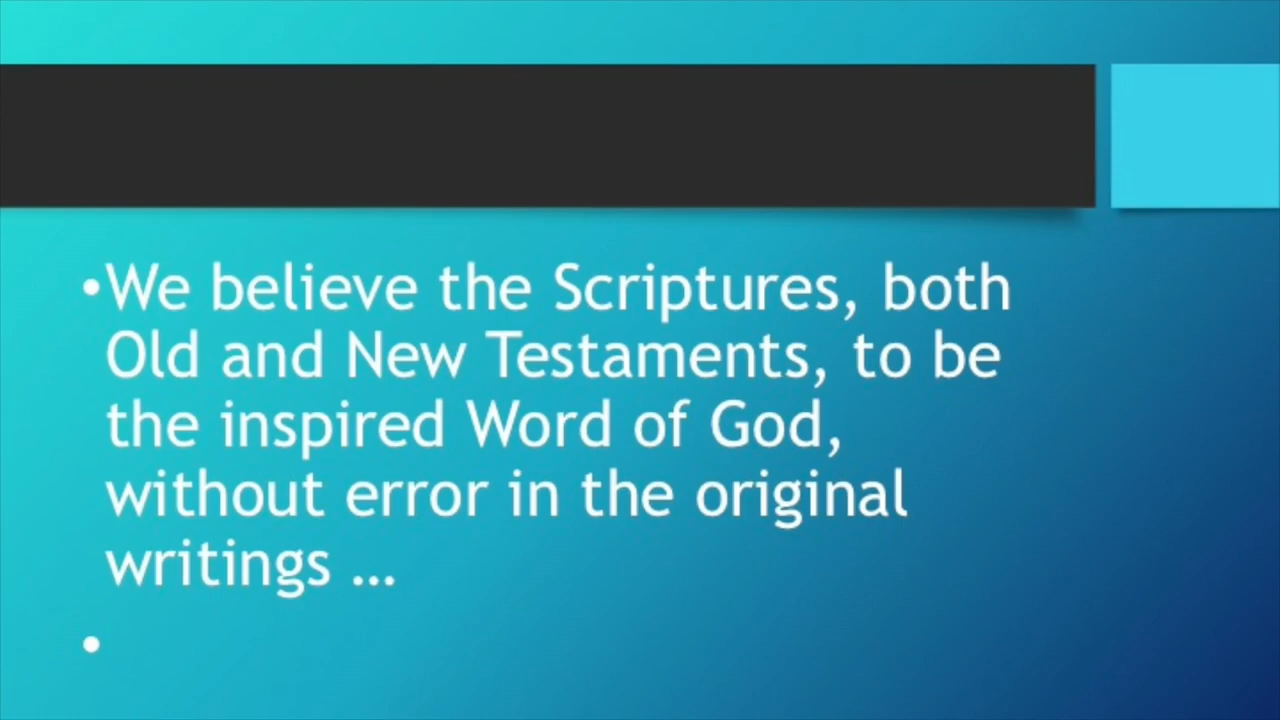 •We believe the Scriptures, both
Old and New Testaments, to be
the inspired Word of God,
without error in the original
writings …
•